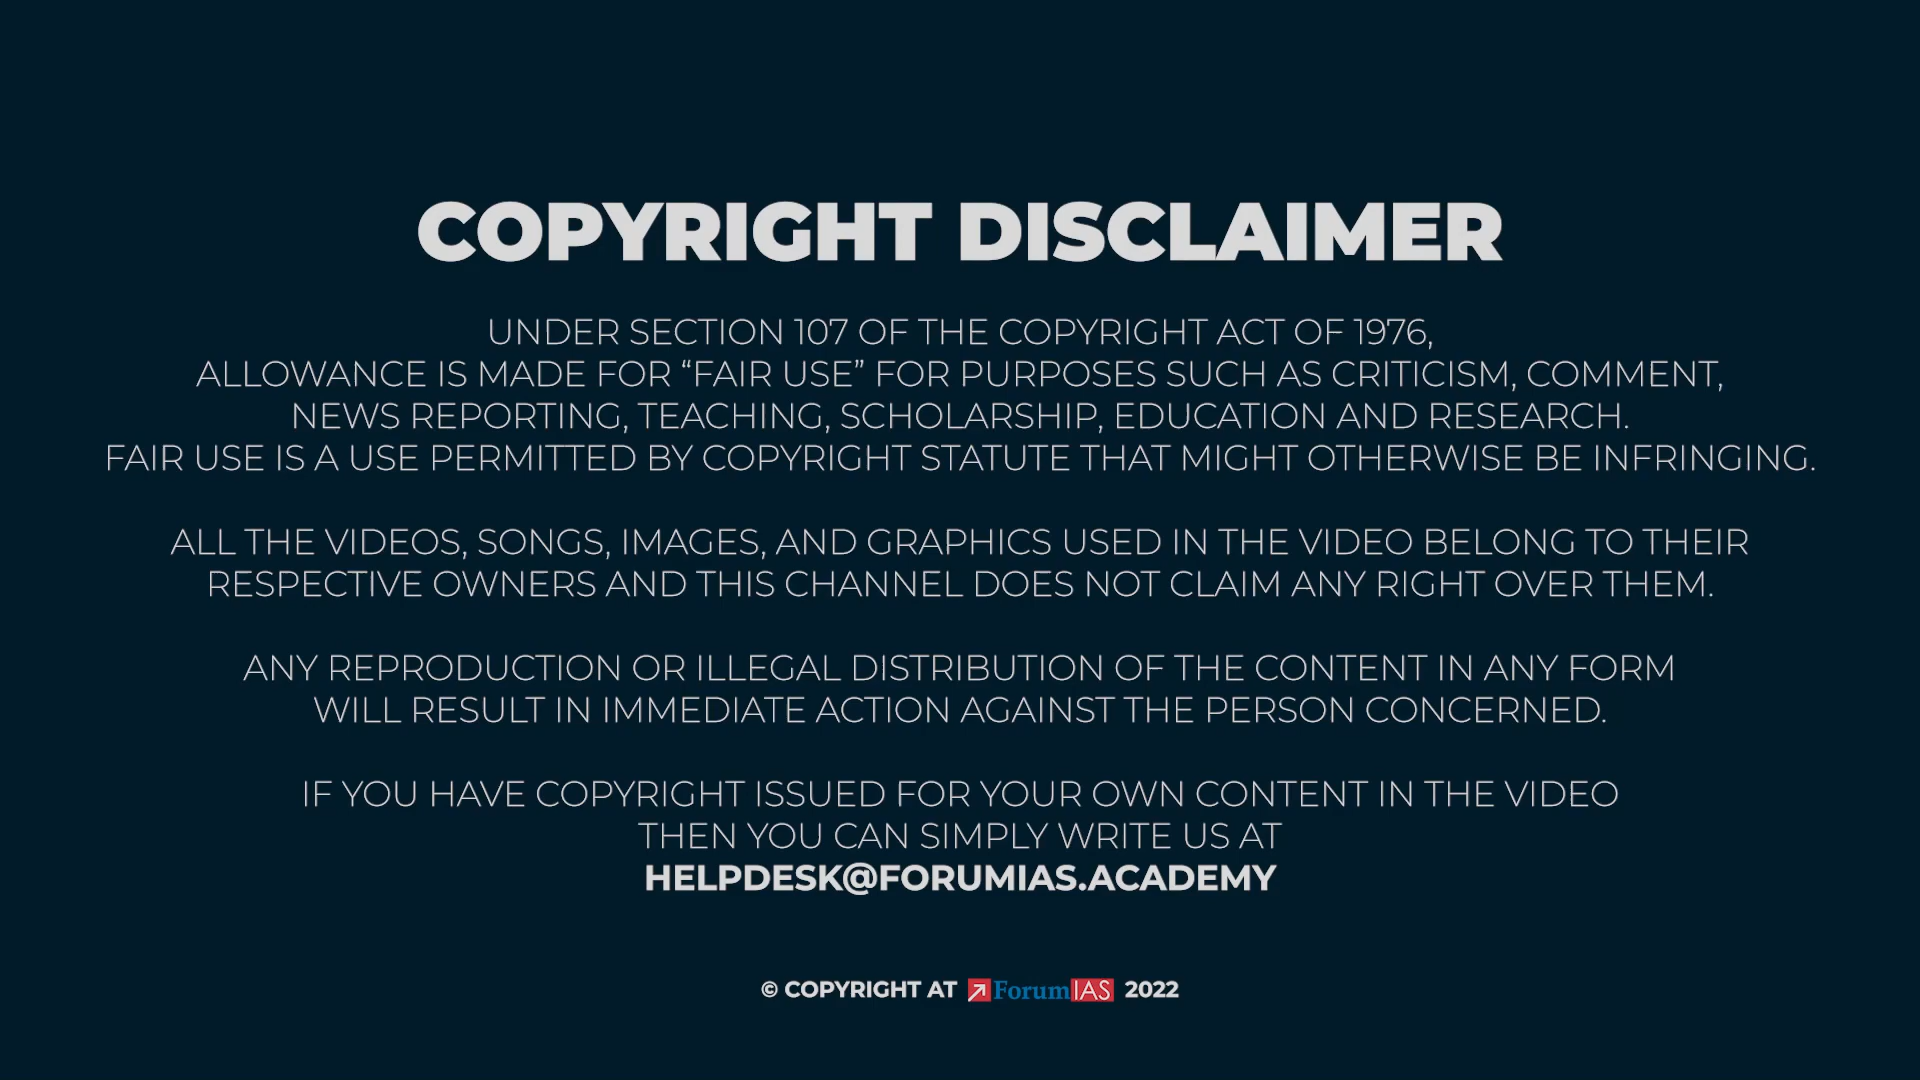 COPYRIGHT DISCLAIMER
UNDER SECTION 107 OF THE COPYRIGHT ACT OF 1976,
ALLOWANCE IS MADE FOR “FAIR USE” FOR PURPOSES SUCH AS CRITICISM, COMMENT,
NEWS REPORTING, TEACHING, SCHOLARSHIP, EDUCATION AND RESEARCH.
FAIR USE IS A USE PERMITTED BY COPYRIGHT STATUTE THAT MIGHT OTHERWISE BE INFRINGING.
ALL THE VIDEOS, SONGS, IMAGES, AND GRAPHICS USED IN THE VIDEO BELONG TO THEIR
RESPECTIVE OWNERS AND THIS CHANNEL DOES NOT CLAIM ANY RIGHT OVER THEM.
ANY REPRODUCTION OR ILLEGAL DISTRIBUTION OF THE CONTENT IN ANY FORM
WILL RESULT IN IMMEDIATE ACTION AGAINST THE PERSON CONCERNED.
IF YOU HAVE COPYRIGHT ISSUED FOR YOUR OWN CONTENT IN THE VIDEO
THEN YOU CAN SIMPLY WRITE US AT
HELPDESK@FORUMIAS.ACADEMY
© COPYRIGHT AT ForumIAS 2022